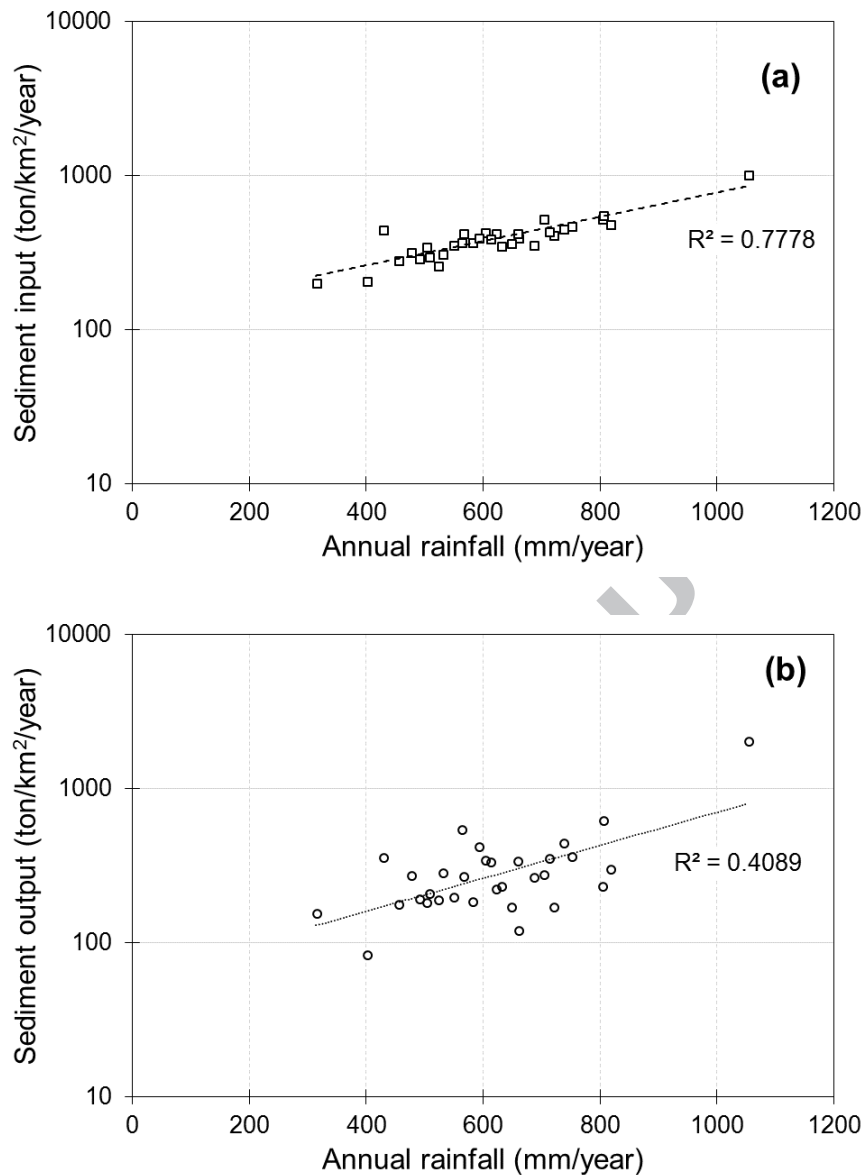 10000
(a)
Sediment input (ton/km²/year)
1000
R² = 0.7778
100
10
0 200 400 600 800 1000 1200
Annual rainfall (mm/year)
10000
(b)
Sediment output (ton/km²/year)
1000
R² = 0.4089
100
10
0 200 400 600 800 1000 1200
Annual rainfall (mm/year)